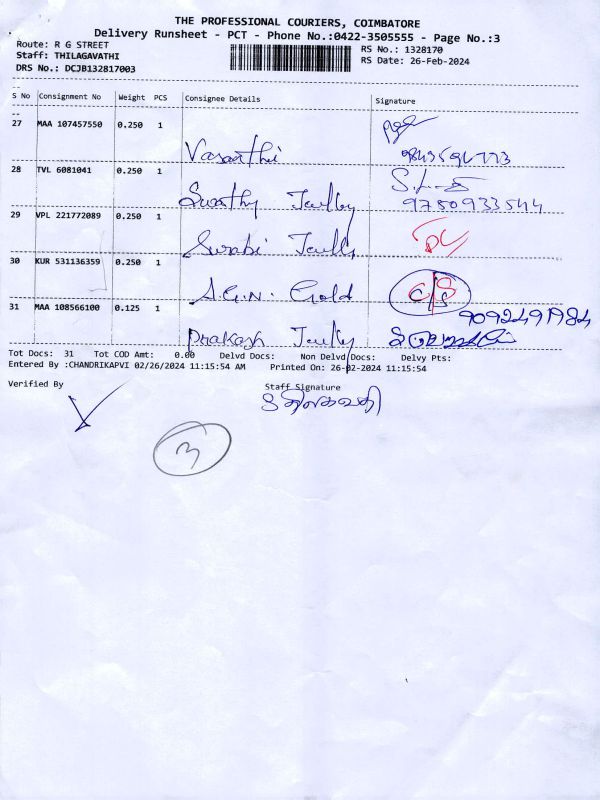 THE PROFESSIONAL COURIERS, COIMBATORE
Delivery Runsheet - PCT - Phone No.:0422-3505555 - Page No.:3
Route: R G STREET
RS No.: 1328170
Staff: THILAGAVATHI
RS Date: 26-Feb-2024
DRS No.: DCJB132817003
S No Consignment No Weight PCS Consignee Details Signature
27 MAA 107457550 0.250 1
Vasanthi
28 TVL 6081041 0.250 1
Swathy 9750933544
29 VPL 221772089 0.250 1
30 KUR 531136359 0.250 1
A.G.N. Gold C/S
31 MAA 108566100 0.125 1
9092491984
Prakash
Tot Docs: 31 Tot COD Amt: 0.00 Delvd Docs: Non Delvd Docs: Delvy Pts:
Entered By :CHANDRIKAPVI 02/26/2024 11:15:54 AM Printed On: 26-02-2024 11:15:54
Verified By
Staff Signature
3